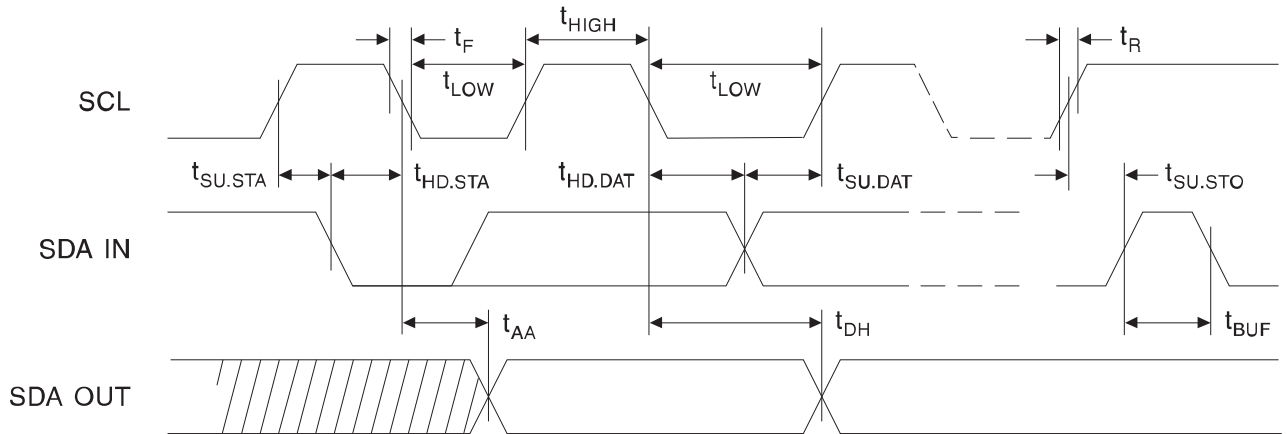 tHIGH
tF
tR
tLOW
tLOW
SCL
tSU.STA
tHD.STA
tHD.DAT
tSU.DAT
tSU.STO
SDA IN
tAA
tDH
tBUF
SDA OUT